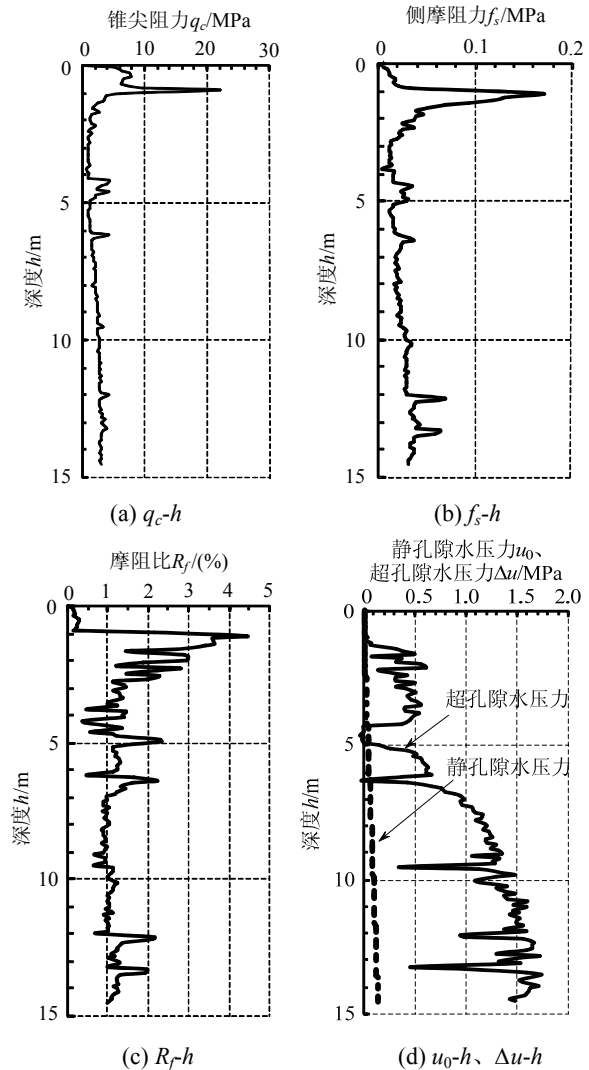 锥尖阻力 qc/MPa
0 10 20 30
0
5
10
15
深度h/m
(a) qc-h
侧摩阻力fs/MPa
0 0.1 0.2
0
5
10
15
深度h/m
(b) fs-h
摩阻比Rf/(%)
0 1 2 3 4 5
0
5
10
15
深度h/m
(c) Rf-h
静孔隙水压力u0、
超孔隙水压力Δu/MPa
0 0.5 1.0 1.5 2.0
0
5
10
15
深度h/m
超孔隙水压力
静孔隙水压力
(d) u0-h、Δu-h